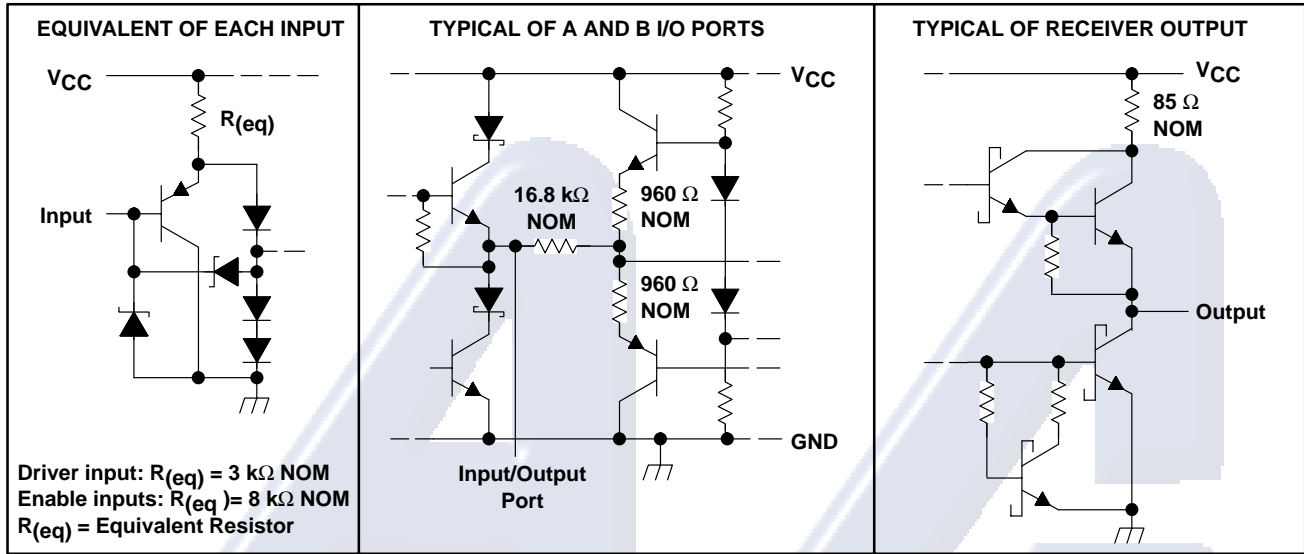 EQUIVALENT OF EACH INPUT
VCC
R(eq)
Input
Driver input: R(eq) = 3 kΩ NOM
Enable inputs: R(eq )= 8 kΩ NOM
R(eq) = Equivalent Resistor
TYPICAL OF A AND B I/O PORTS
VCC
16.8 kΩ
NOM
960 Ω
NOM
960 Ω
NOM
GND
Input/Output
Port
TYPICAL OF RECEIVER OUTPUT
VCC
85 Ω
NOM
Output